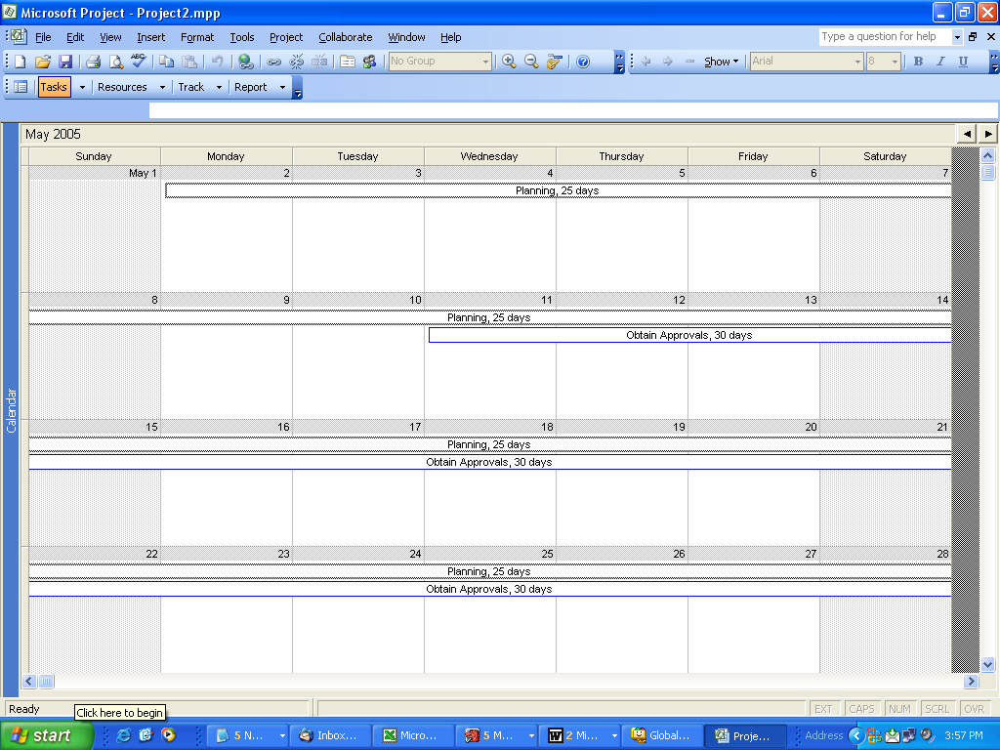 Microsoft Project - Project2.mpp
File Edit View Insert Format Tools Project Collaborate Window Help Type a question for help
ABC No Group Show Arial 8 B I U
Tasks Resources Track Report
May 2005
Sunday Monday Tuesday Wednesday Thursday Friday Saturday
May 1 2 3 4 5 6 7
Planning, 25 days
8 9 10 11 12 13 14
Planning, 25 days
Obtain Approvals, 30 days
Calendar
15 16 17 18 19 20 21
Planning, 25 days
Obtain Approvals, 30 days
22 23 24 25 26 27 28
Planning, 25 days
Obtain Approvals, 30 days
Ready EXT CAPS NUM SCRL OVR
Click here to begin
start 5 N... Inbox... Micro... 5 M... 2 Mi... Global... Proje... Address 3:57 PM